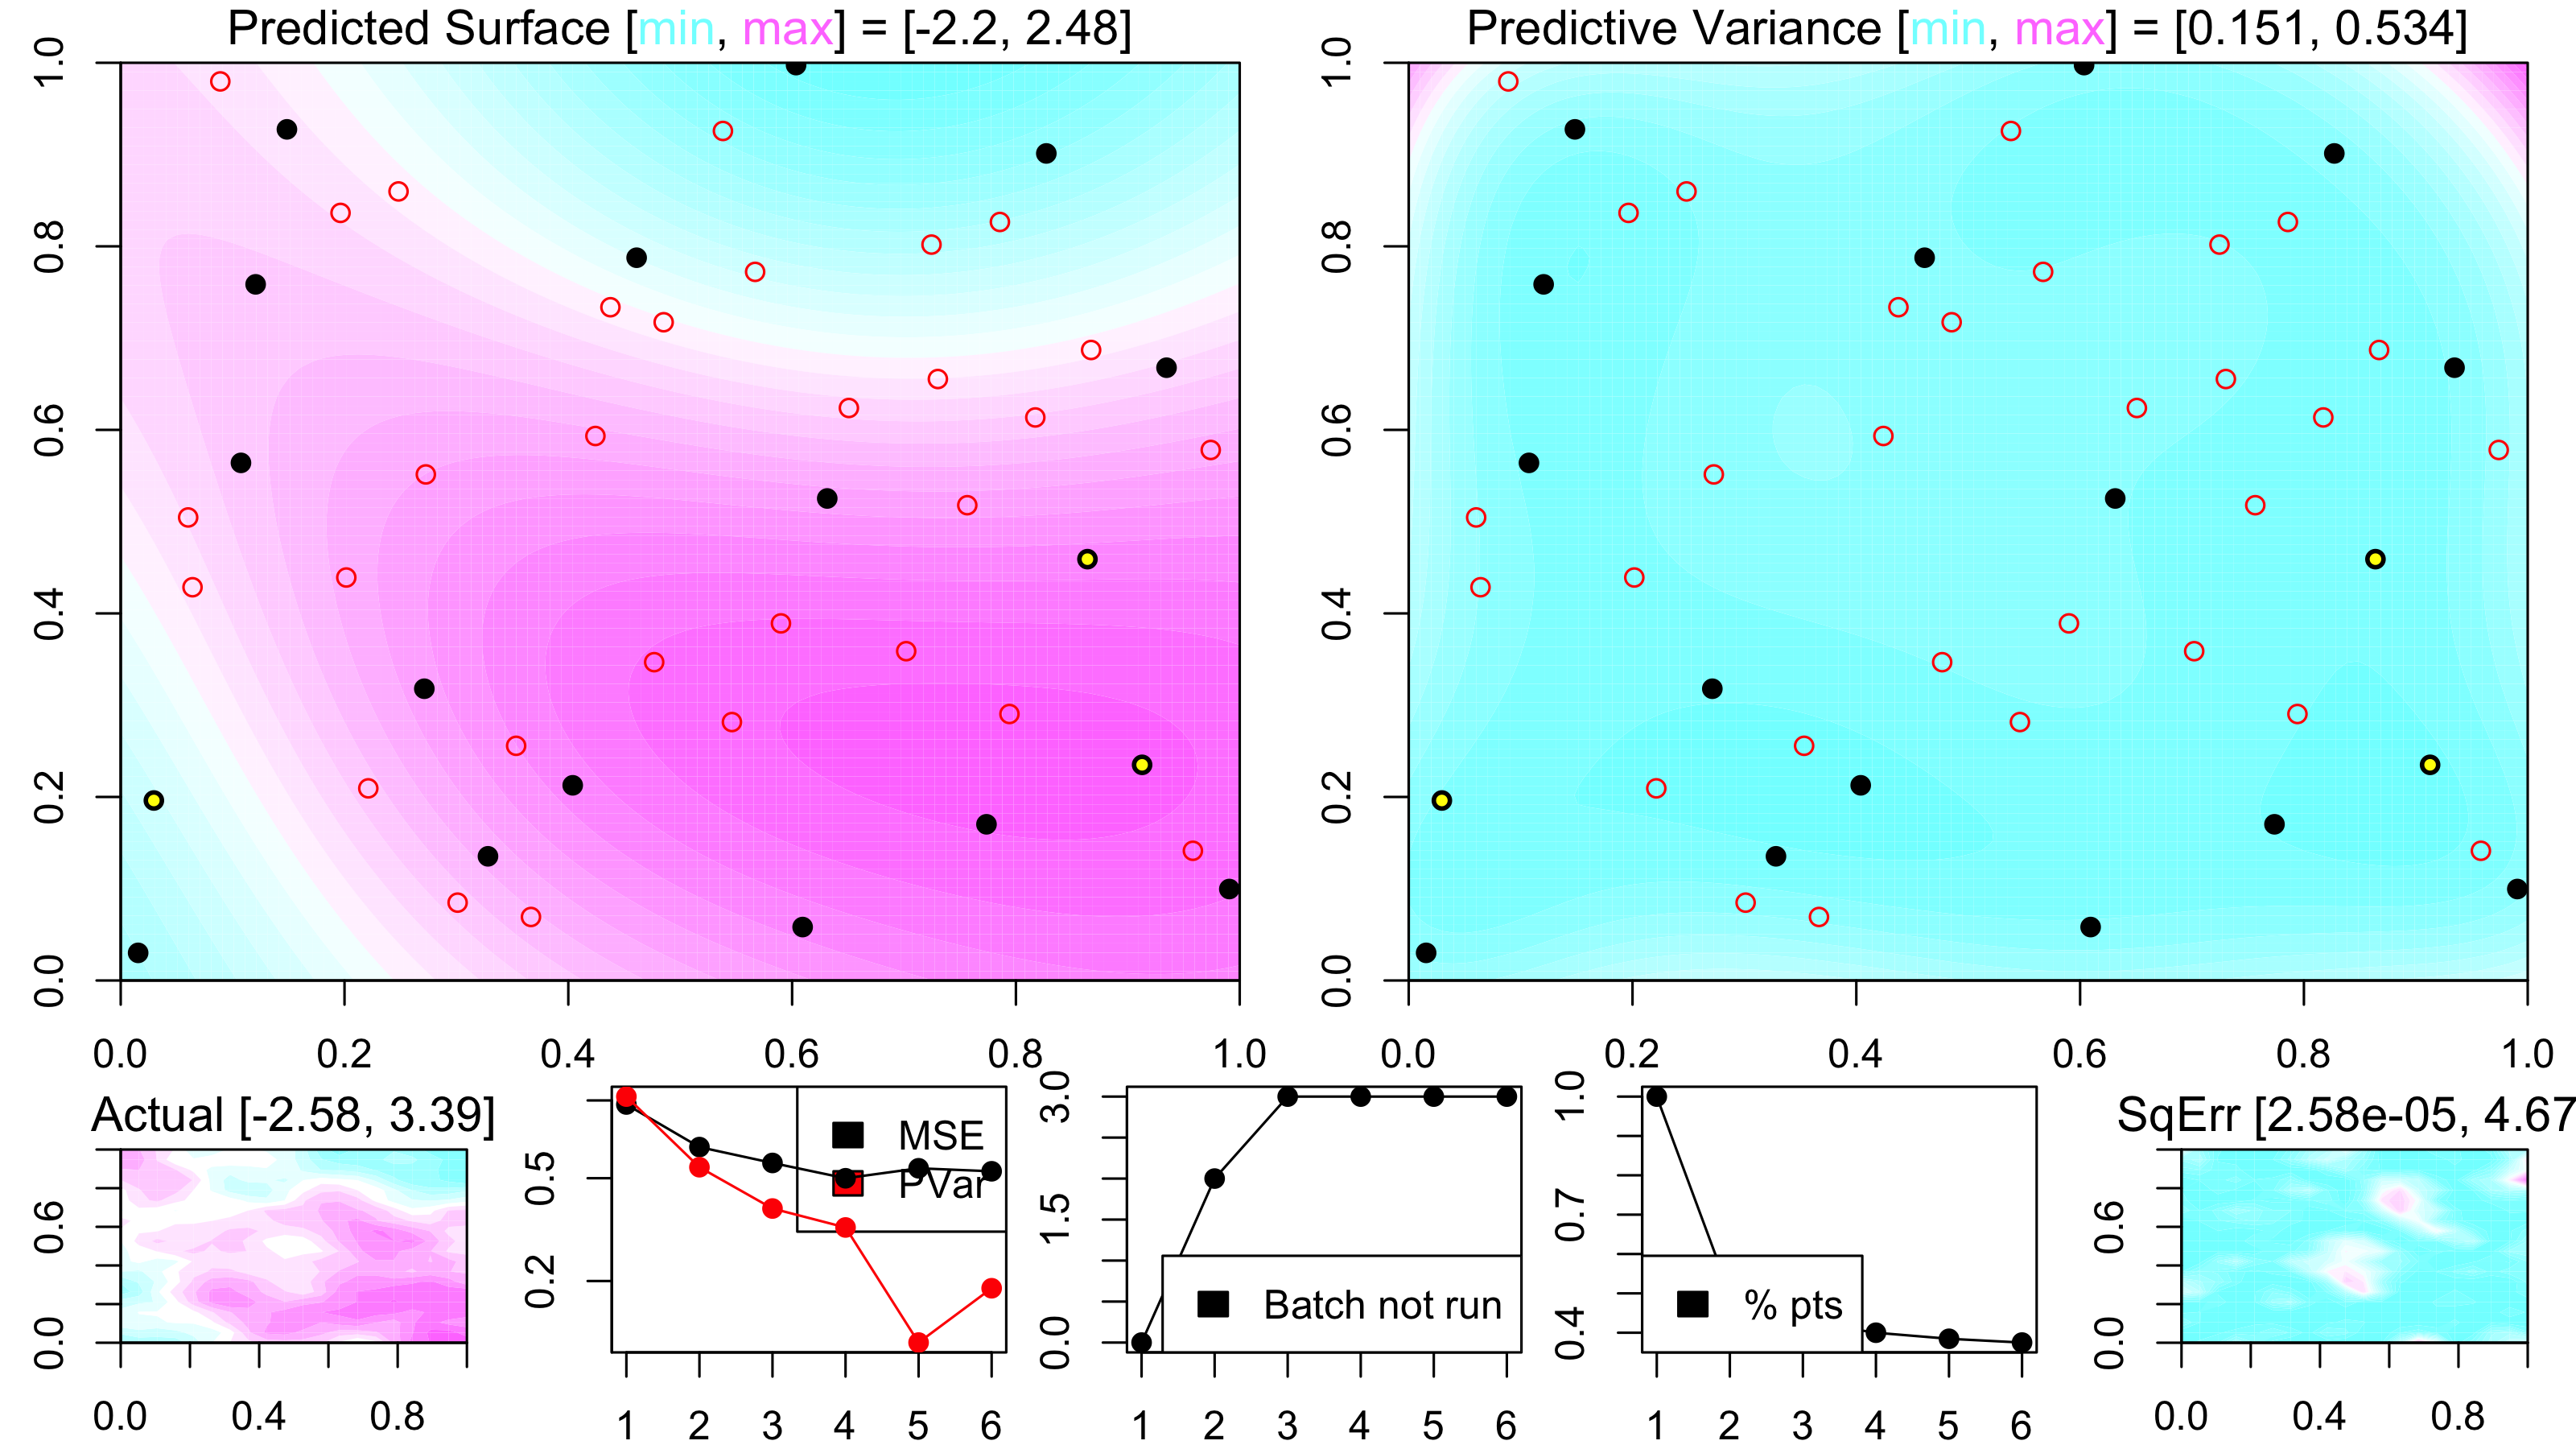 Predicted Surface [min, max] = [-2.2, 2.48]
Predictive Variance [min, max] = [0.151, 0.534]
1.0
0.8
0.6
0.4
0.2
0.0
0.0 0.2 0.4 0.6 0.8 1.0
1.0
0.8
0.6
0.4
0.2
0.0
0.0 0.2 0.4 0.6 0.8 1.0
Actual [-2.58, 3.39]
0.6
0.0
0.0 0.4 0.8
0.5
0.2
MSE
PVar
1 2 3 4 5 6
3.0
1.5
0.0
Batch not run
1 2 3 4 5 6
1.0
0.7
0.4
% pts
1 2 3 4 5 6
SqErr [2.58e-05, 4.67
0.6
0.0
0.0 0.4 0.8